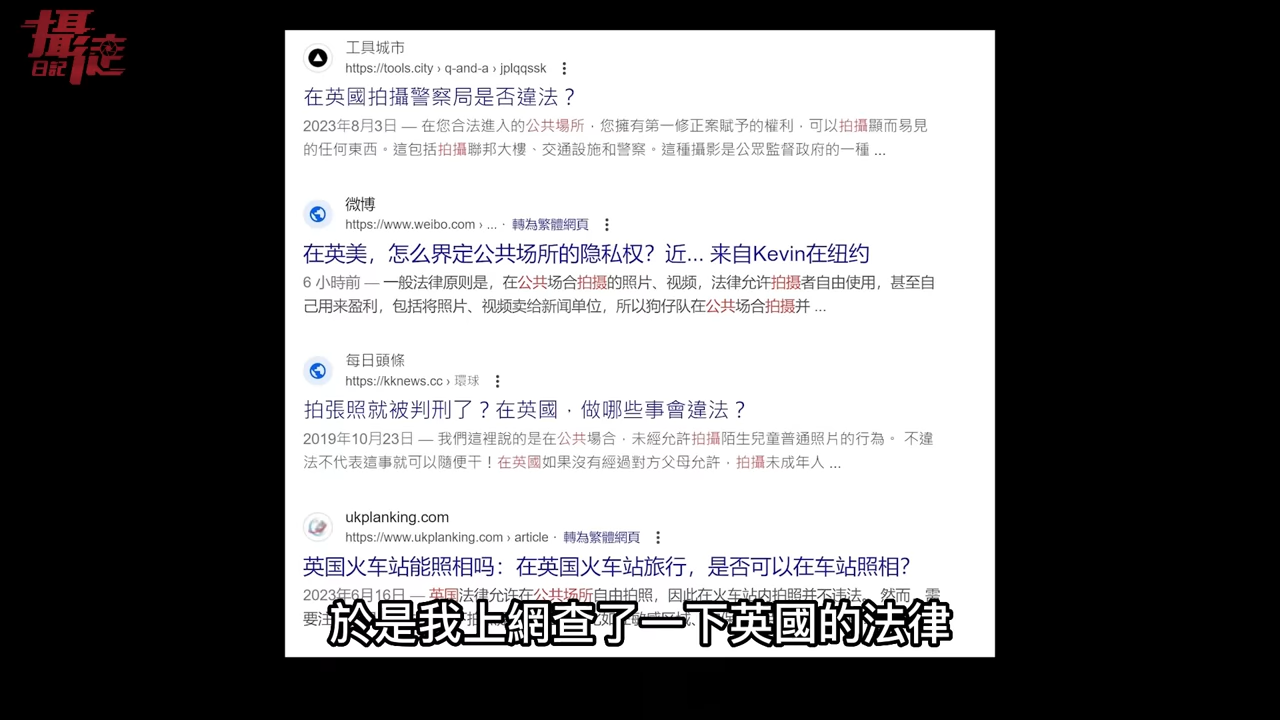 攝徒
日記
工具城市
https://tools.city › q-and-a › jplqqssk
在英國拍攝警察局是否違法？
2023年8月3日 — 在您合法進入的公共場所，您擁有第一修正案賦予的權利，可以拍攝顯而易見
的任何東西。這包括拍攝聯邦大樓、交通設施和警察。這種攝影是公眾監督政府的一種 ...
微博
https://www.weibo.com › ... · 轉為繁體網頁
在英美，怎么界定公共场所的隐私权？近... 来自Kevin在纽约
6 小時前 — 一般法律原则是，在公共场合拍摄的照片、视频，法律允许拍摄者自由使用，甚至自
己用来盈利，包括将照片、视频卖给新闻单位，所以狗仔队在公共场合拍摄并 ...
每日頭條
https://kknews.cc › 環球
拍張照就被判刑了？在英國，做哪些事會違法？
2019年10月23日 — 我們這裡說的是在公共場合，未經允許拍攝陌生兒童普通照片的行為。 不違
法不代表這事就可以隨便干！在英國如果沒有經過對方父母允許，拍攝未成年人 ...
ukplanking.com
https://www.ukplanking.com › article · 轉為繁體網頁
英国火车站能照相吗：在英国火车站旅行，是否可以在车站照相？
2023年6月16日 — 英国法律允许在公共场所自由拍照，因此在火车站内拍照并不违法。 然而，需
要注
於是我上網查了一下英國的法律